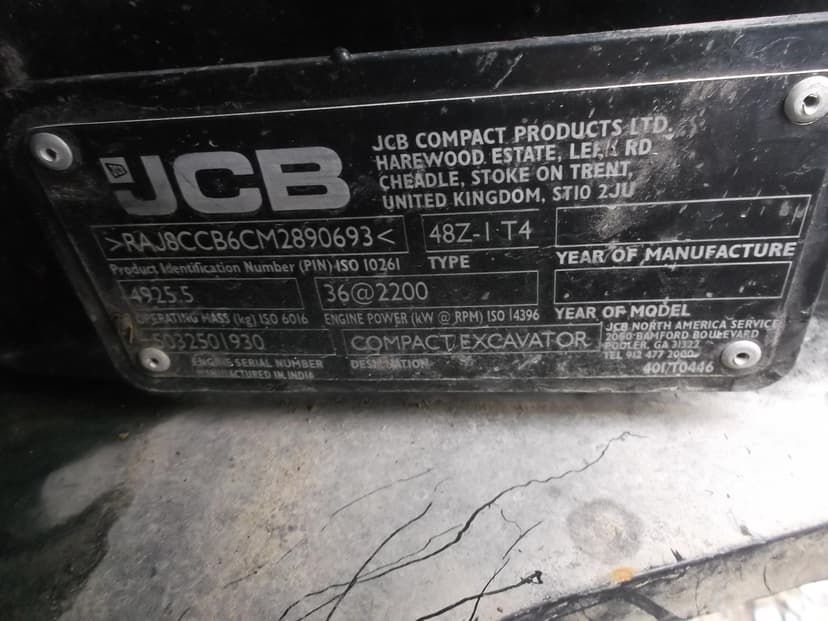 JCB
JCB COMPACT PRODUCTS LTD,
HAREWOOD ESTATE, RD
CHEADLE, STOKE ON TRENT,
UNITED KINGDOM, ST10 2JU
>RAJ8CCB6CM2890693<
48Z-1 T4
Product Identification Number (PIN) ISO 10261
TYPE
YEAR OF MANUFACTURE
4925.5
36@2200
OPERATING MASS (kg) ISO 6016
ENGINE POWER (kW @ RPM) ISO 14396
YEAR OF MODEL
5032501930
COMPACT EXCAVATOR
JCB NORTH AMERICA SERVICE
2000 BAMFORD BOULEVARD
POOLER, GA 31322
TEL 912 477 2000
ENGINE SERIAL NUMBER
DESIGNATION
MANUFACTURED IN INDIA
401/T0446